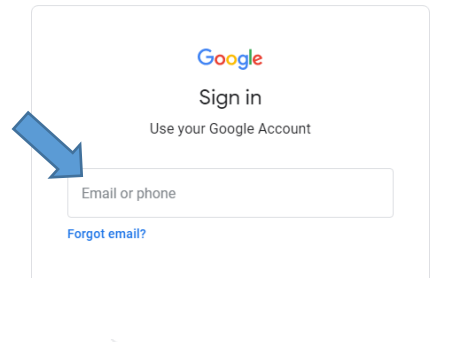 Google
Sign in
Use your Google Account
Email or phone
Forgot email?